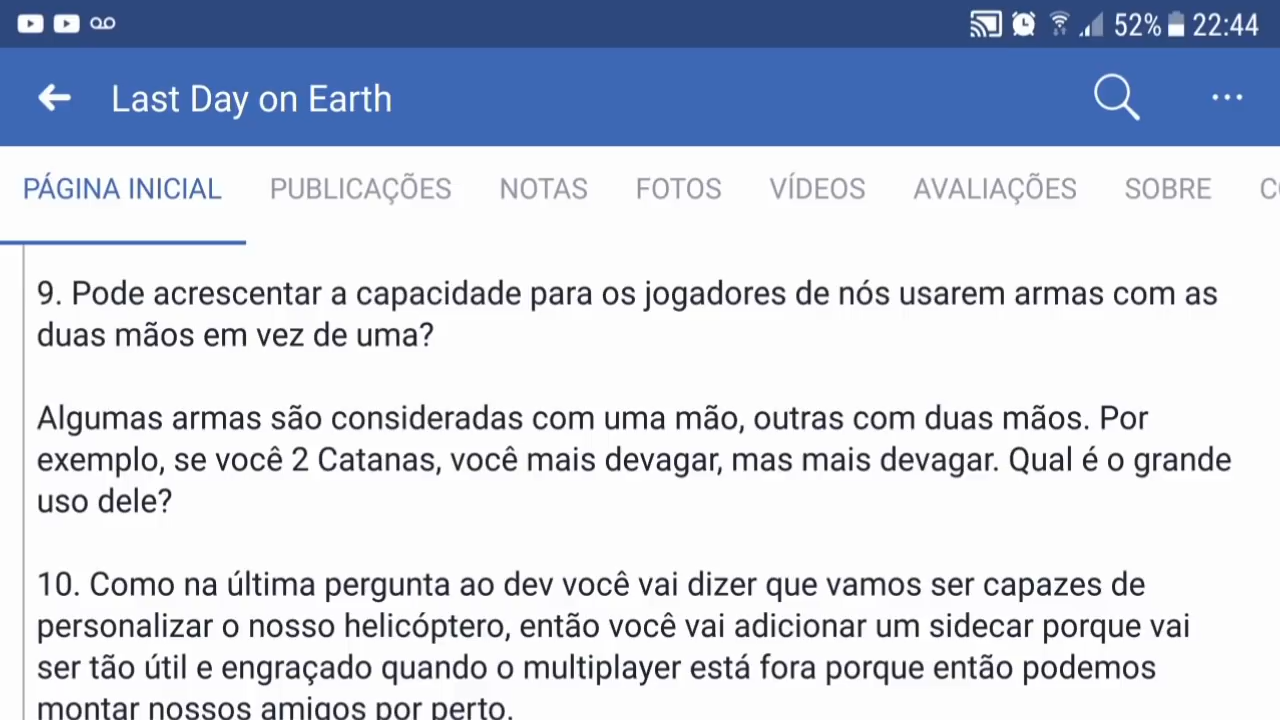 52% 22:44
Last Day on Earth
PÁGINA INICIAL PUBLICAÇÕES NOTAS FOTOS VÍDEOS AVALIAÇÕES SOBRE
9. Pode acrescentar a capacidade para os jogadores de nós usarem armas com as
duas mãos em vez de uma?
Algumas armas são consideradas com uma mão, outras com duas mãos. Por
exemplo, se você 2 Catanas, você mais devagar, mas mais devagar. Qual é o grande
uso dele?
10. Como na última pergunta ao dev você vai dizer que vamos ser capazes de
personalizar o nosso helicóptero, então você vai adicionar um sidecar porque vai
ser tão útil e engraçado quando o multiplayer está fora porque então podemos
montar nossos amigos por perto.